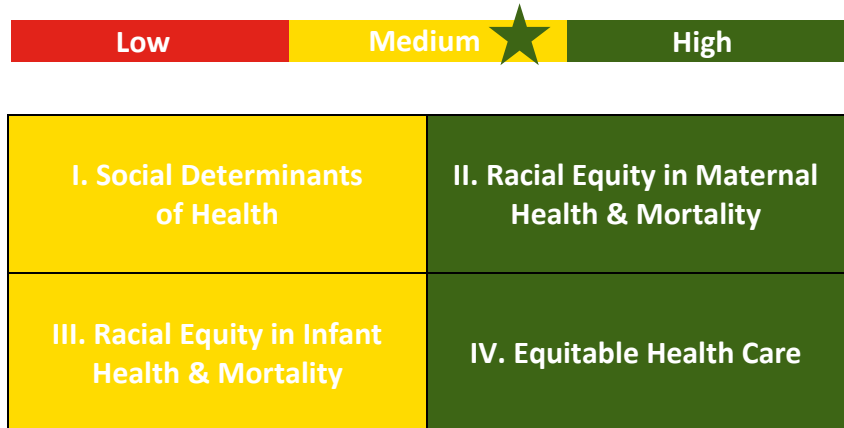 Low Medium High
I. Social Determinants
of Health
II. Racial Equity in Maternal
Health & Mortality
III. Racial Equity in Infant
Health & Mortality
IV. Equitable Health Care